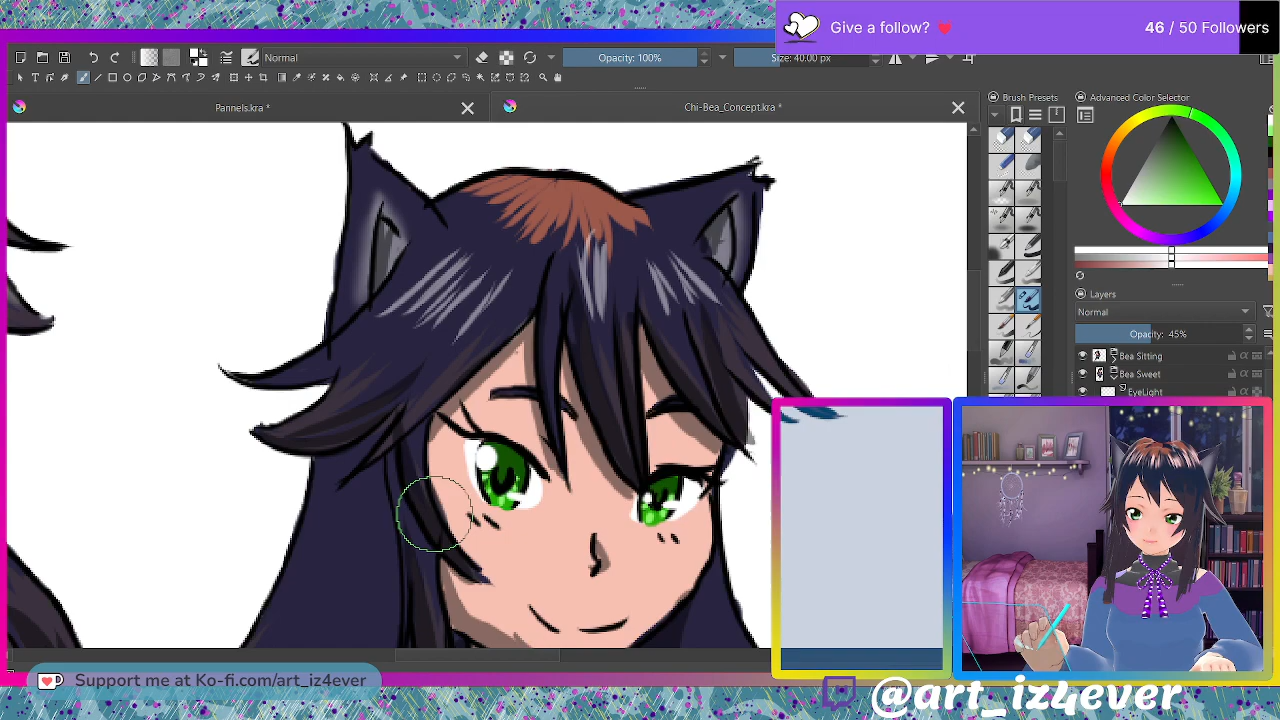 Give a follow?
46 / 50 Followers
Normal
Opacity: 100%
Size: 40.00 px
Pannels.kra *
Chi-Bea_Concept.kra *
Brush Presets
Advanced Color Selector
Layers
Normal
Opacity: 45%
Bea Sitting
Bea Sweet
EyeLight
Support me at Ko-fi.com/art_iz4ever
@art_iz4ever